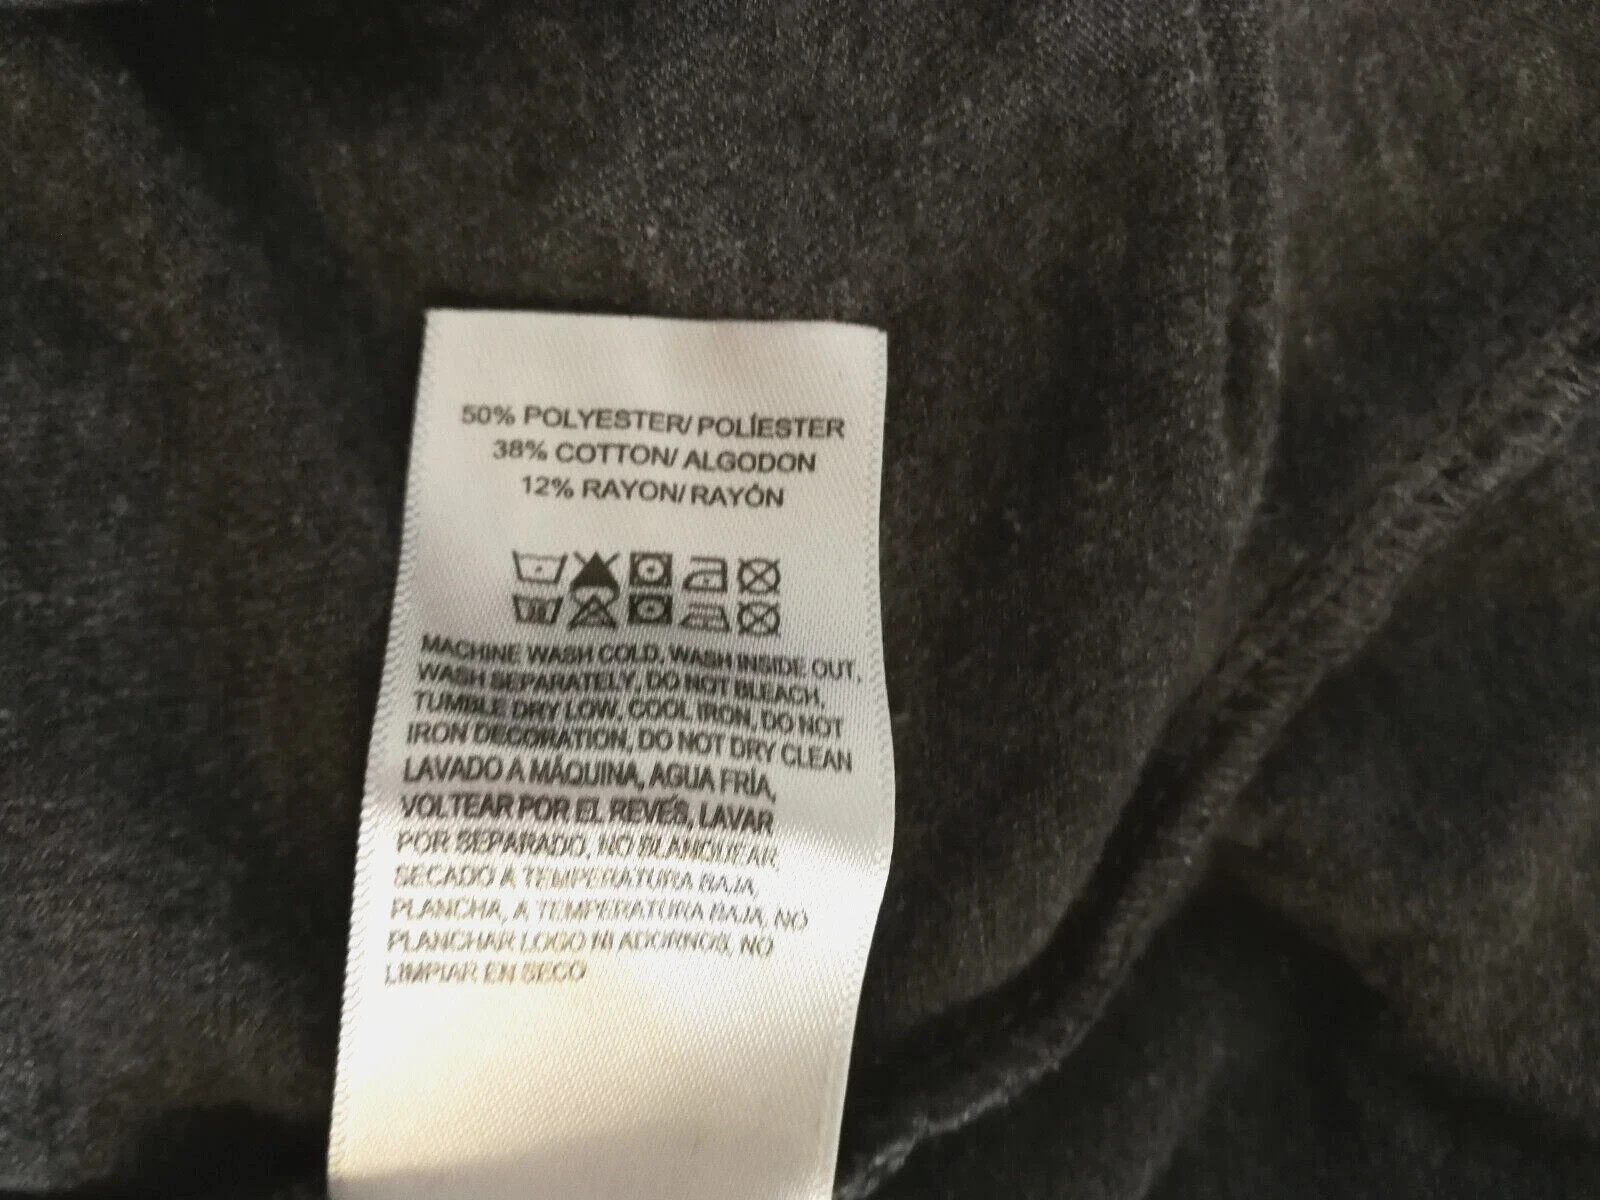 50% POLYESTER/ POLÍESTER
38% COTTON/ ALGODON
12% RAYON/ RAYÓN
30
MACHINE WASH COLD, WASH INSIDE OUT,
WASH SEPARATELY, DO NOT BLEACH,
TUMBLE DRY LOW, COOL IRON, DO NOT
IRON DECORATION, DO NOT DRY CLEAN
LAVADO A MÁQUINA, AGUA FRÍA,
VOLTEAR POR EL REVÉS, LAVAR
POR SEPARADO, NO BLANQUEAR,
SECADO A TEMPERATURA BAJA,
PLANCHA, A TEMPERATURA BAJA, NO
PLANCHAR LOGO NI ADORNOS, NO
LIMPIAR EN SECO